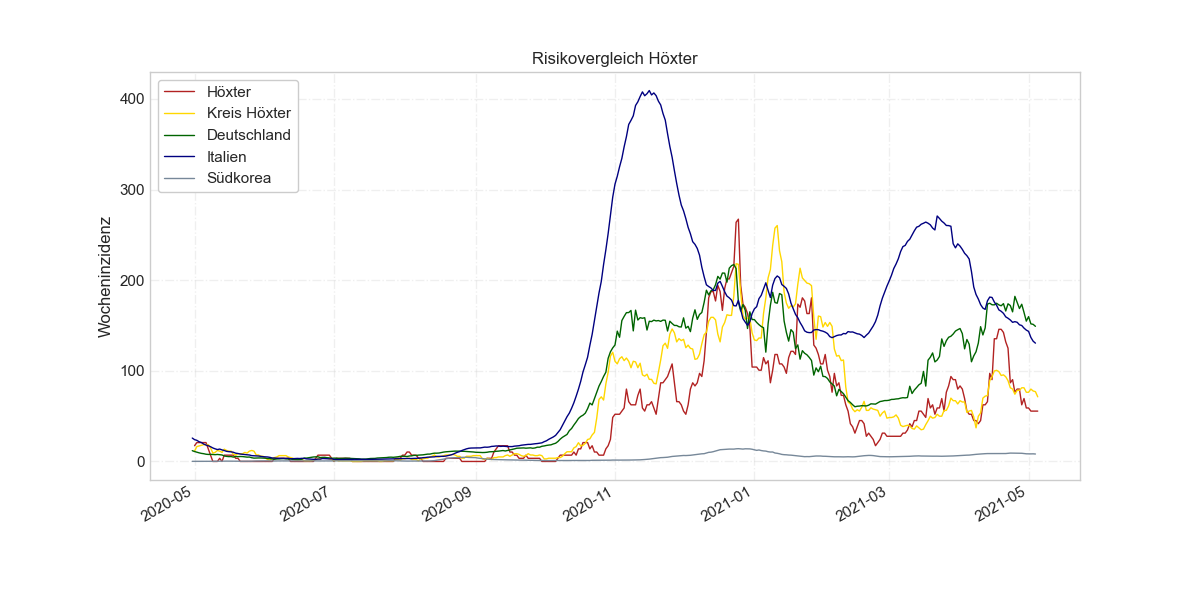 Risikovergleich Höxter
Höxter
Kreis Höxter
Deutschland
Italien
Südkorea
Wocheninzidenz
400
300
200
100
0
2020-05
2020-07
2020-09
2020-11
2021-01
2021-03
2021-05